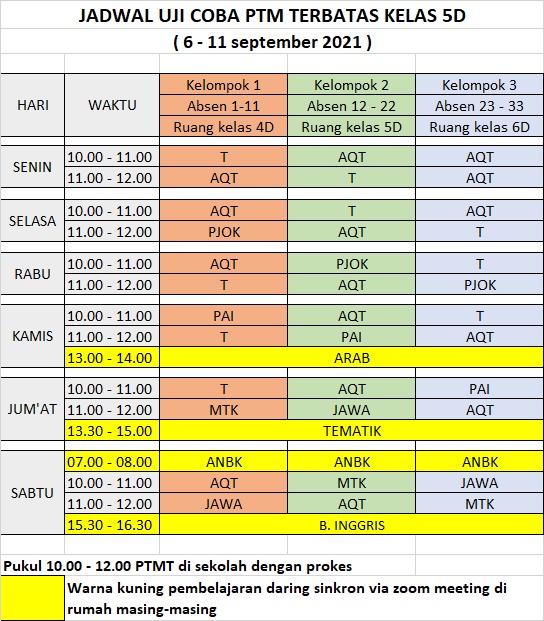 JADWAL UJI COBA PTM TERBATAS KELAS 5D
( 6 - 11 september 2021 )
HARI WAKTU Kelompok 1 Kelompok 2 Kelompok 3
Absen 1-11 Absen 12 - 22 Absen 23 - 33
Ruang kelas 4D Ruang kelas 5D Ruang kelas 6D
SENIN 10.00 - 11.00 T AQT AQT
11.00 - 12.00 AQT T AQT
SELASA 10.00 - 11.00 AQT T AQT
11.00 - 12.00 PJOK AQT T
RABU 10.00 - 11.00 AQT PJOK T
11.00 - 12.00 T AQT PJOK
KAMIS 10.00 - 11.00 PAI AQT T
11.00 - 12.00 T PAI AQT
13.00 - 14.00 ARAB
JUM'AT 10.00 - 11.00 T AQT PAI
11.00 - 12.00 MTK JAWA AQT
13.30 - 15.00 TEMATIK
SABTU 07.00 - 08.00 ANBK ANBK ANBK
10.00 - 11.00 AQT MTK JAWA
11.00 - 12.00 JAWA AQT MTK
15.30 - 16.30 B. INGGRIS
Pukul 10.00 - 12.00 PTMT di sekolah dengan prokes
Warna kuning pembelajaran daring sinkron via zoom meeting di
rumah masing-masing